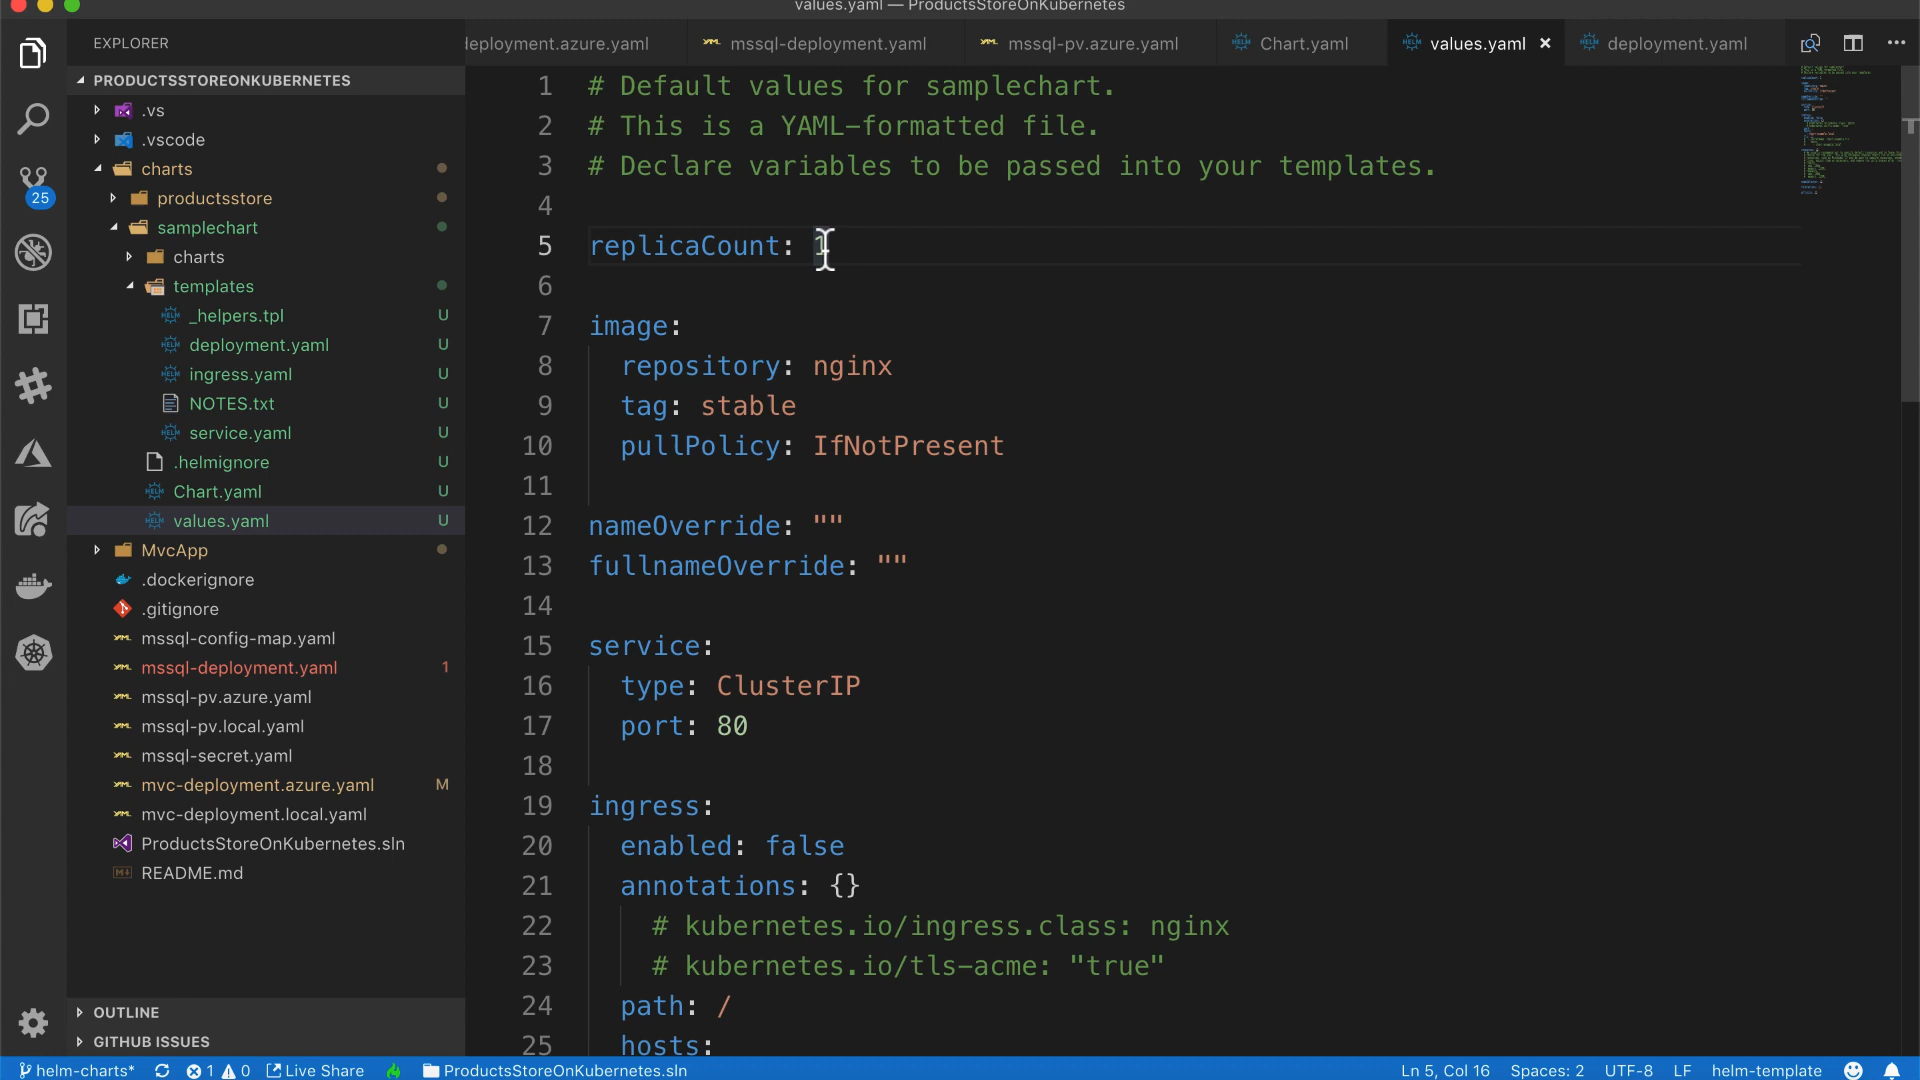 values.yaml — ProductsStoreOnKubernetes
EXPLORER
PRODUCTSSTOREONKUBERNETES
.vs
.vscode
charts
productsstore
samplechart
charts
templates
_helpers.tpl U
deployment.yaml U
ingress.yaml U
NOTES.txt U
service.yaml U
.helmignore U
Chart.yaml U
values.yaml U
MvcApp
.dockerignore
.gitignore
mssql-config-map.yaml
mssql-deployment.yaml 1
mssql-pv.azure.yaml
mssql-pv.local.yaml
mssql-secret.yaml
mvc-deployment.azure.yaml M
mvc-deployment.local.yaml
ProductsStoreOnKubernetes.sln
README.md
OUTLINE
GITHUB ISSUES
25
deployment.azure.yaml mssql-deployment.yaml mssql-pv.azure.yaml Chart.yaml values.yaml deployment.yaml
1 # Default values for samplechart.
2 # This is a YAML-formatted file.
3 # Declare variables to be passed into your templates.
4
5 replicaCount: 1
6
7 image:
8 repository: nginx
9 tag: stable
10 pullPolicy: IfNotPresent
11
12 nameOverride: ""
13 fullnameOverride: ""
14
15 service:
16 type: ClusterIP
17 port: 80
18
19 ingress:
20 enabled: false
21 annotations: {}
22 # kubernetes.io/ingress.class: nginx
23 # kubernetes.io/tls-acme: "true"
24 path: /
25 hosts:
helm-charts* 1 0 Live Share ProductsStoreOnKubernetes.sln Ln 5, Col 16 Spaces: 2 UTF-8 LF helm-template